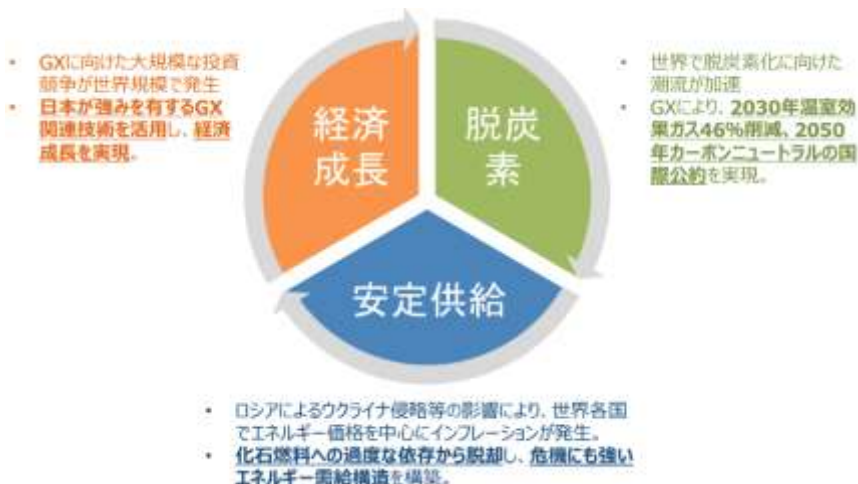 ・ GXに向けた大規模な投資
競争が世界規模で発生
・ 日本が強みを有するGX
関連技術を活用し、経済
成長を実現。
経済
成長
脱炭
素
・ 世界で脱炭素化に向けた
潮流が加速
・ GXにより、2030年温室効
果ガス46%削減、2050
年カーボンニュートラルの国
際公約を実現。
安定供給
・ ロシアによるウクライナ侵略等の影響により、世界各国
でエネルギー価格を中心にインフレーションが発生。
・ 化石燃料への過度な依存から脱却し、危機にも強い
エネルギー需給構造を構築。